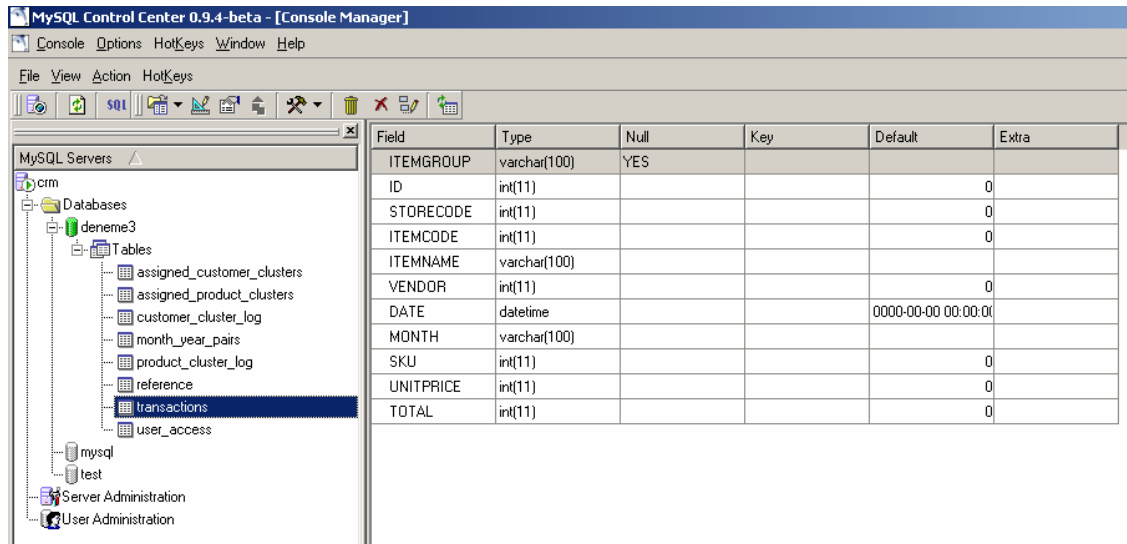 MySQL Control Center 0.9.4-beta - [Console Manager]
Console Options HotKeys Window Help
File View Action HotKeys
SQL
MySQL Servers
crm
Databases
deneme3
Tables
assigned_customer_clusters
assigned_product_clusters
customer_cluster_log
month_year_pairs
product_cluster_log
reference
transactions
user_access
mysql
test
Server Administration
User Administration
Field Type Null Key Default Extra
ITEMGROUP varchar(100) YES
ID int(11) 0
STORECODE int(11) 0
ITEMCODE int(11) 0
ITEMNAME varchar(100)
VENDOR int(11) 0
DATE datetime 0000-00-00 00:00:0(
MONTH varchar(100)
SKU int(11) 0
UNITPRICE int(11) 0
TOTAL int(11) 0